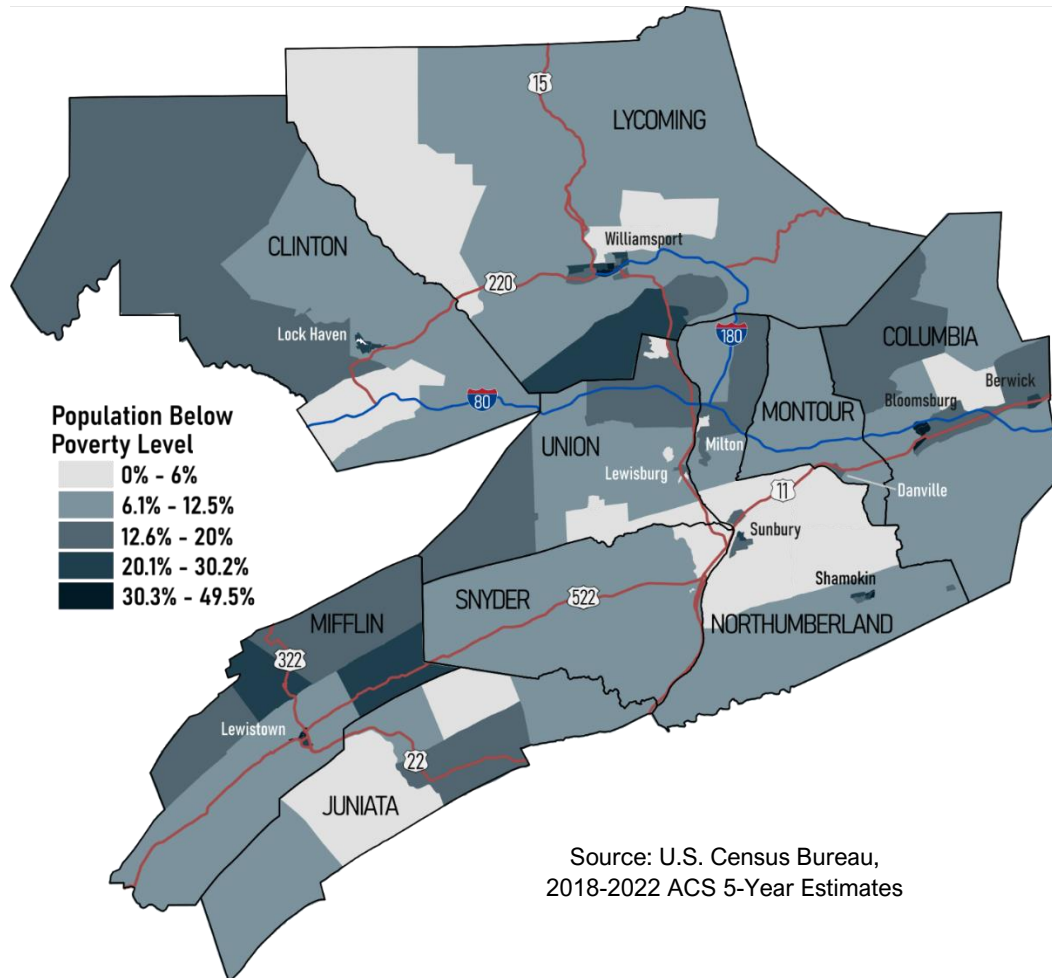 15
LYCOMING
Williamsport
CLINTON
220
Lock Haven
180
COLUMBIA
Berwick
80
Bloomsburg
MONTOUR
Population Below
Poverty Level
0% - 6%
6.1% - 12.5%
12.6% - 20%
20.1% - 30.2%
30.3% - 49.5%
UNION
Milton
Lewisburg
11
Danville
Sunbury
Shamokin
SNYDER
522
NORTHUMBERLAND
MIFFLIN
322
Lewistown
22
JUNIATA
Source: U.S. Census Bureau,
2018-2022 ACS 5-Year Estimates